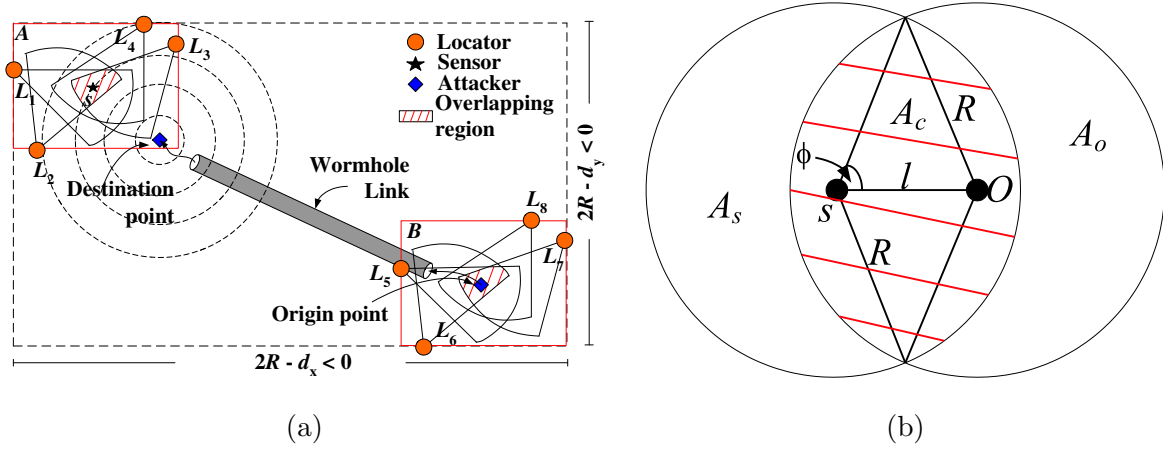 A
L4
L3
L1
s
L2
Destination
point
Locator
Sensor
Attacker
Overlapping
region
Wormhole
Link
2R - dy < 0
B
L8
L7
L5
Origin point
L6
2R - dx < 0
(a)
Ac
R
Ao
ϕ
l
As
s
O
R
(b)